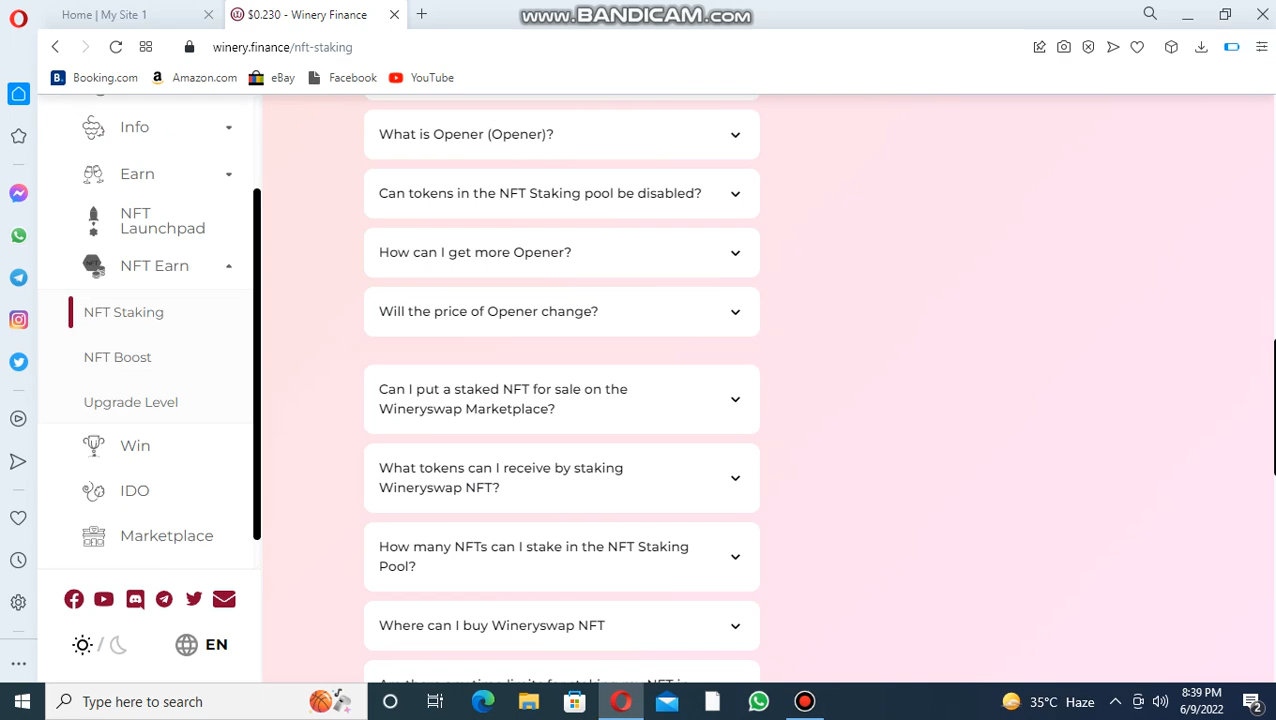 Home | My Site 1
$0.230 - Winery Finance
www.BANDICAM.com
winery.finance/nft-staking
Booking.com
Amazon.com
eBay
Facebook
YouTube
Info
Earn
NFT
Launchpad
NFT Earn
NFT Staking
NFT Boost
Upgrade Level
Win
IDO
Marketplace
EN
What is Opener (Opener)?
Can tokens in the NFT Staking pool be disabled?
How can I get more Opener?
Will the price of Opener change?
Can I put a staked NFT for sale on the
Wineryswap Marketplace?
What tokens can I receive by staking
Wineryswap NFT?
How many NFTs can I stake in the NFT Staking
Pool?
Where can I buy Wineryswap NFT
Type here to search
35°C Haze
8:39 PM
6/9/2022
2